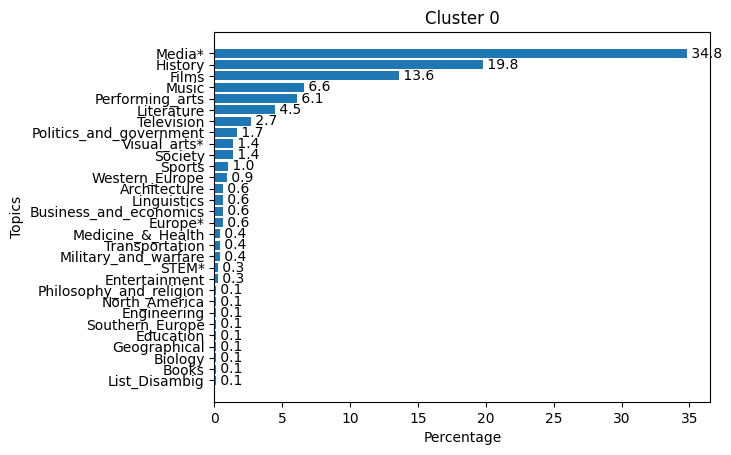 Cluster 0
Topics
Media* 34.8
History 19.8
Films 13.6
Music 6.6
Performing_arts 6.1
Literature 4.5
Television 2.7
Politics_and_government 1.7
Visual_arts* 1.4
Society 1.4
Sports 1.0
Western_Europe 0.9
Architecture 0.6
Linguistics 0.6
Business_and_economics 0.6
Europe* 0.6
Medicine_&_Health 0.4
Transportation 0.4
Military_and_warfare 0.4
STEM* 0.3
Entertainment 0.3
Philosophy_and_religion 0.1
North_America 0.1
Engineering 0.1
Southern_Europe 0.1
Education 0.1
Geographical 0.1
Biology 0.1
Books 0.1
List_Disambig 0.1
0 5 10 15 20 25 30 35
Percentage